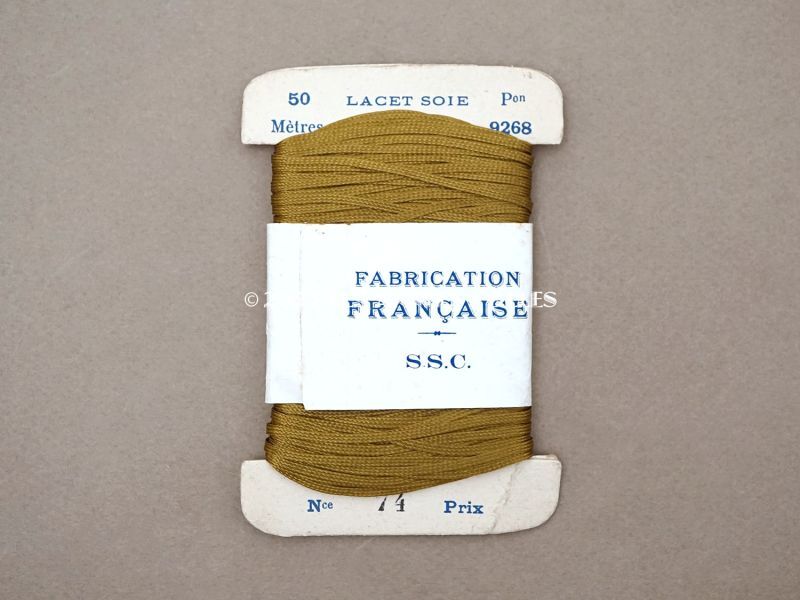 50 LACET SOIE Pon
Mètres 9268
FABRICATION
FRANÇAISE
S.S.C.
Nce 74 Prix